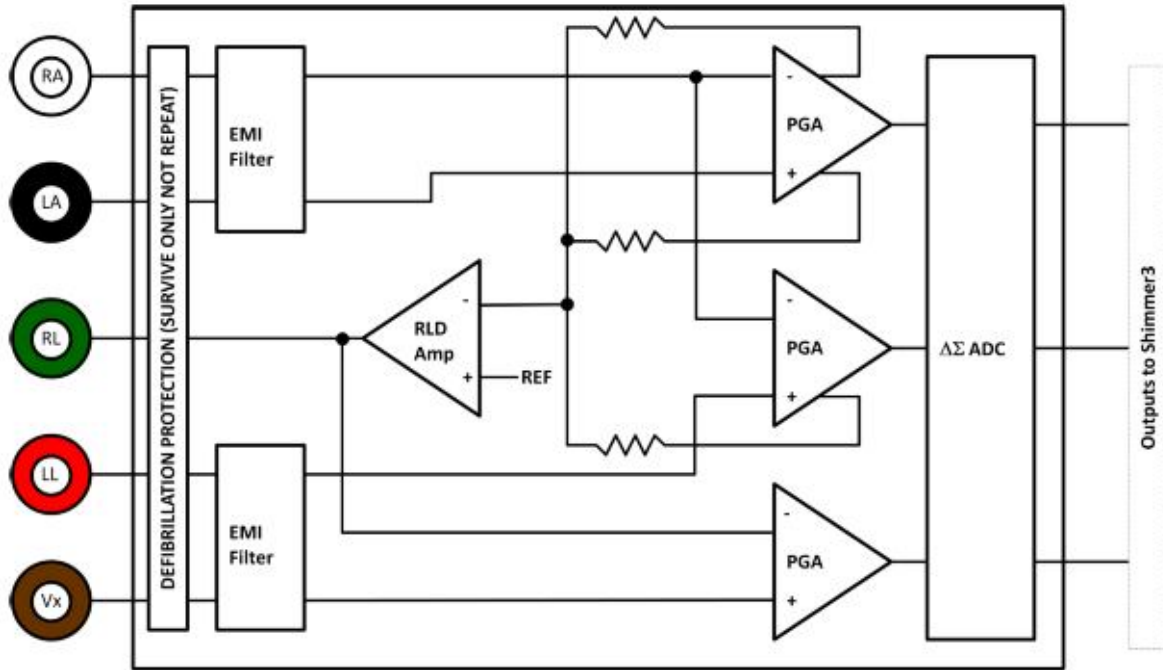 RA
LA
RL
LL
Vx
DEFIBRILLATION PROTECTION (SURVIVE ONLY NOT REPEAT)
EMI
Filter
EMI
Filter
-
RLD
Amp
+
REF
-
PGA
+
-
PGA
+
-
PGA
+
ΔΣ ADC
Outputs to Shimmer3